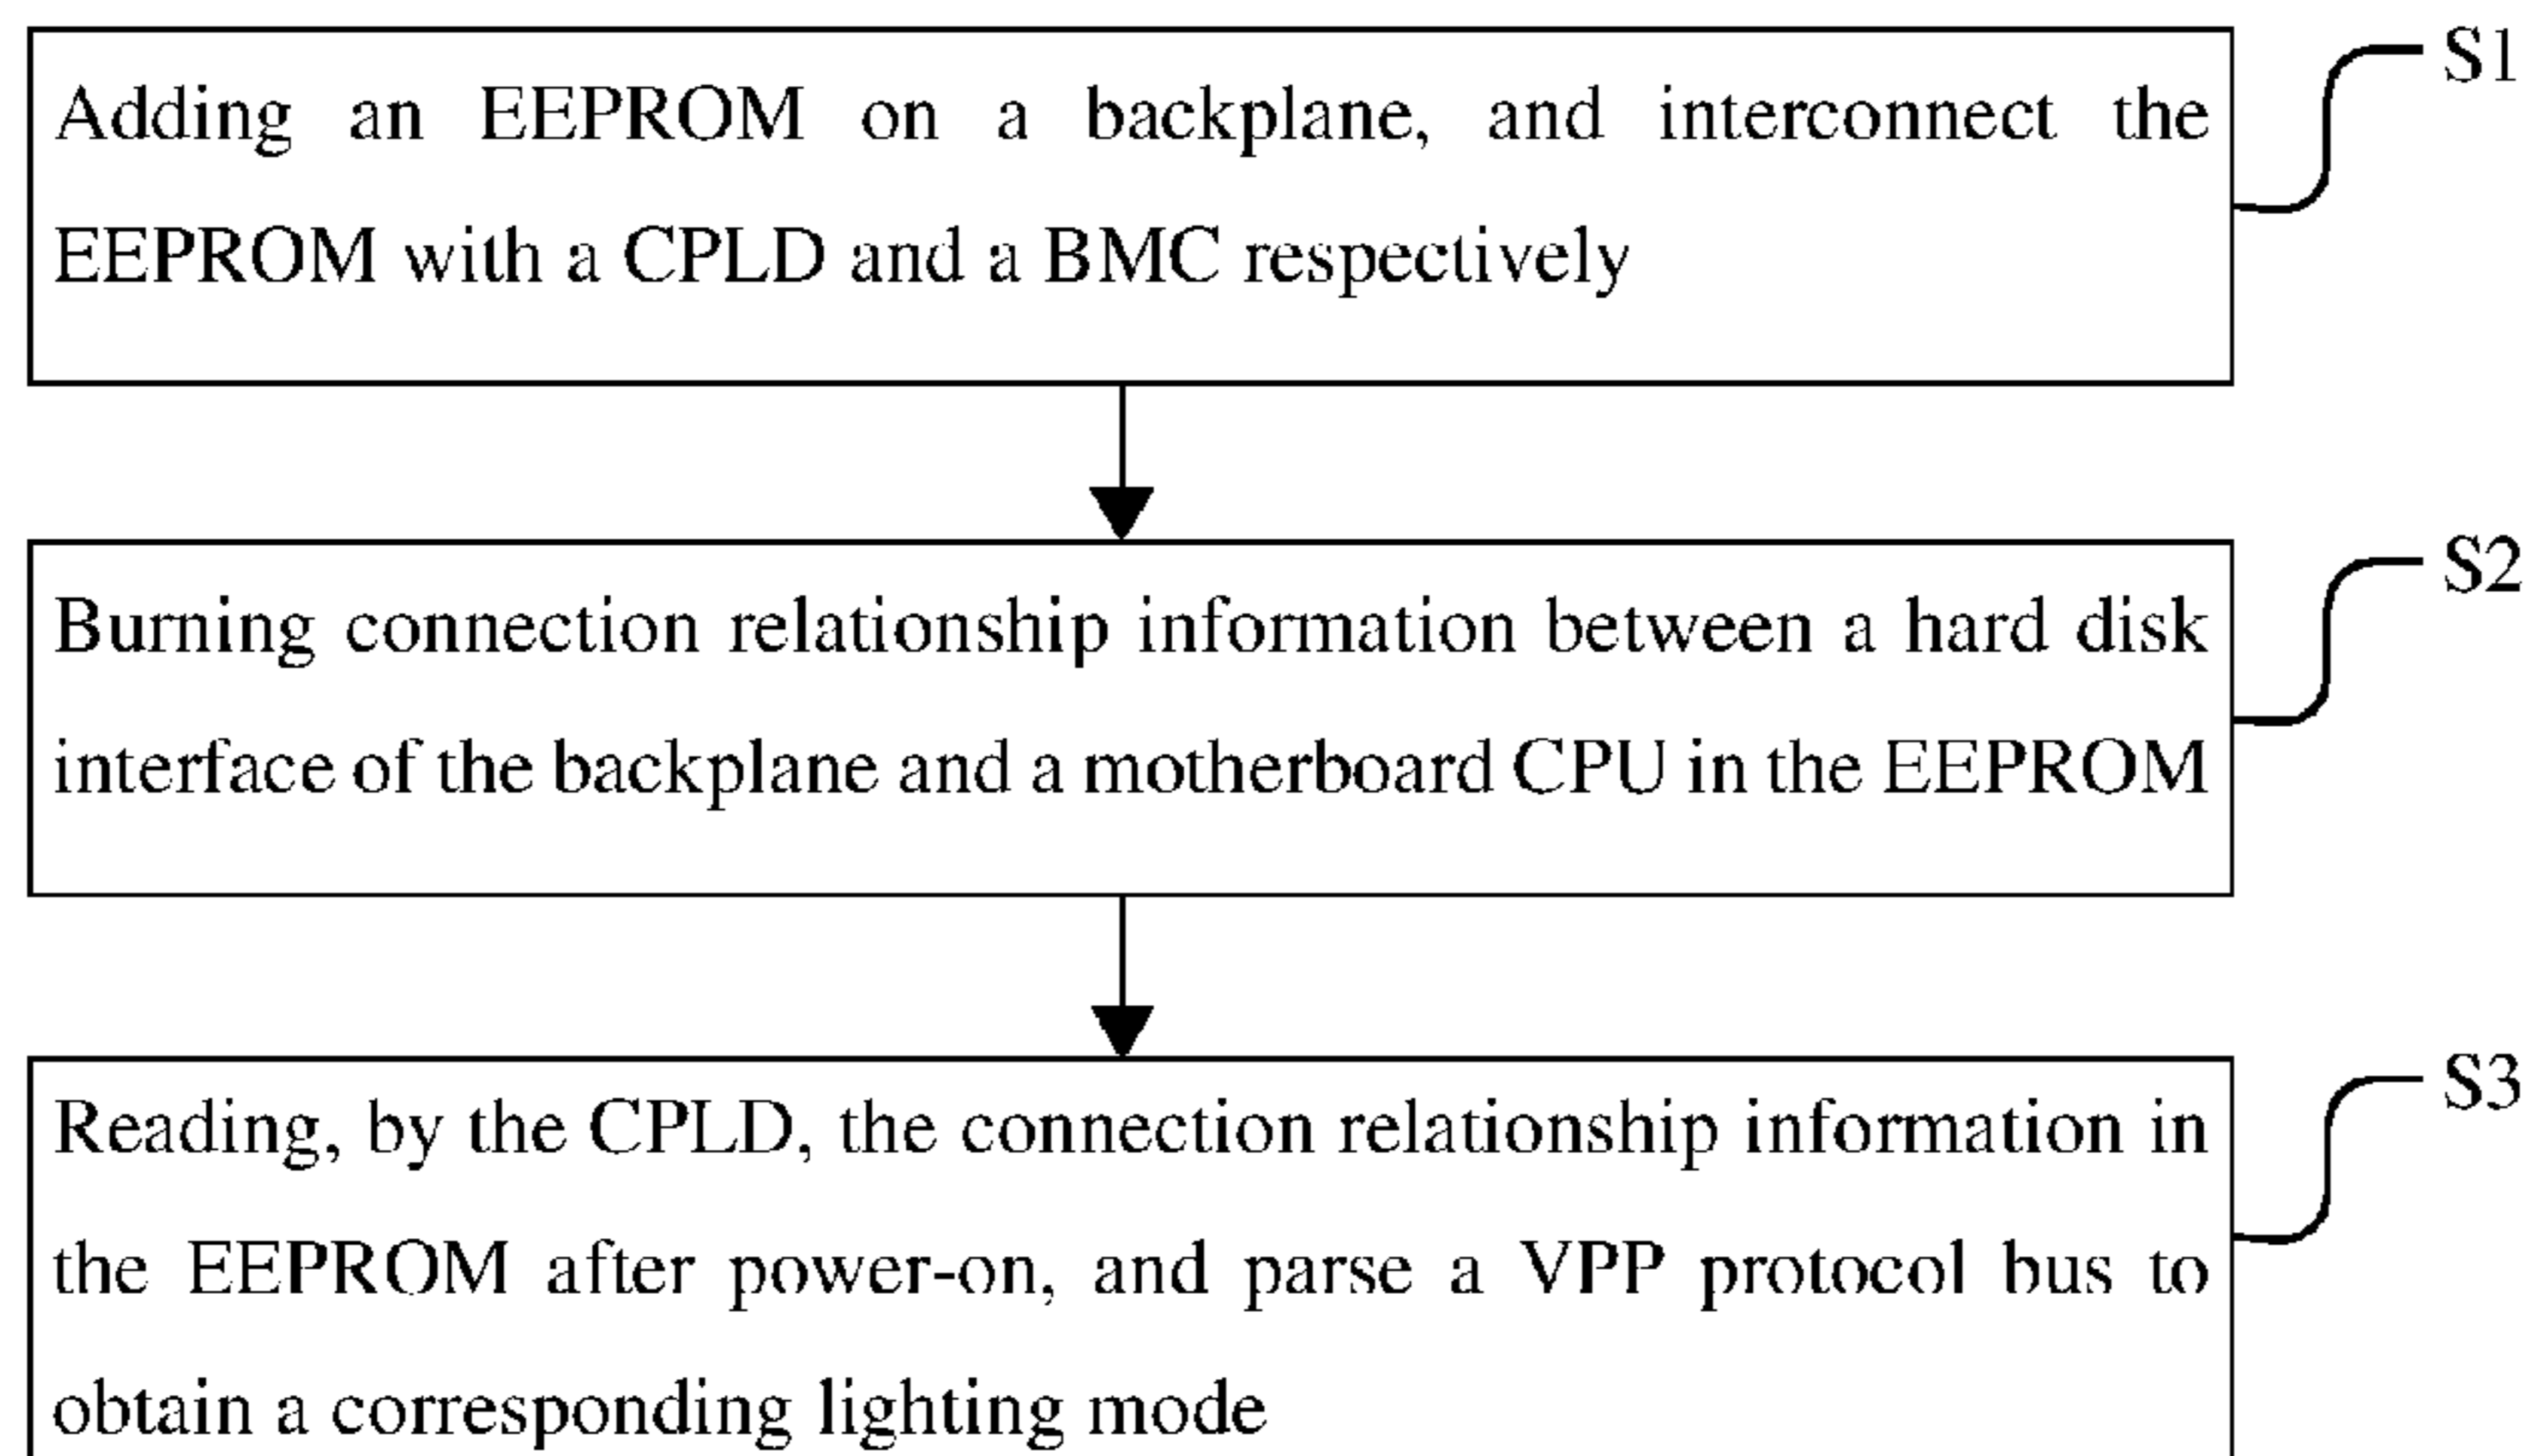 Adding an EEPROM on a backplane, and interconnect the
EEPROM with a CPLD and a BMC respectively
S1
Burning connection relationship information between a hard disk
interface of the backplane and a motherboard CPU in the EEPROM
S2
Reading, by the CPLD, the connection relationship information in
the EEPROM after power-on, and parse a VPP protocol bus to
obtain a corresponding lighting mode
S3